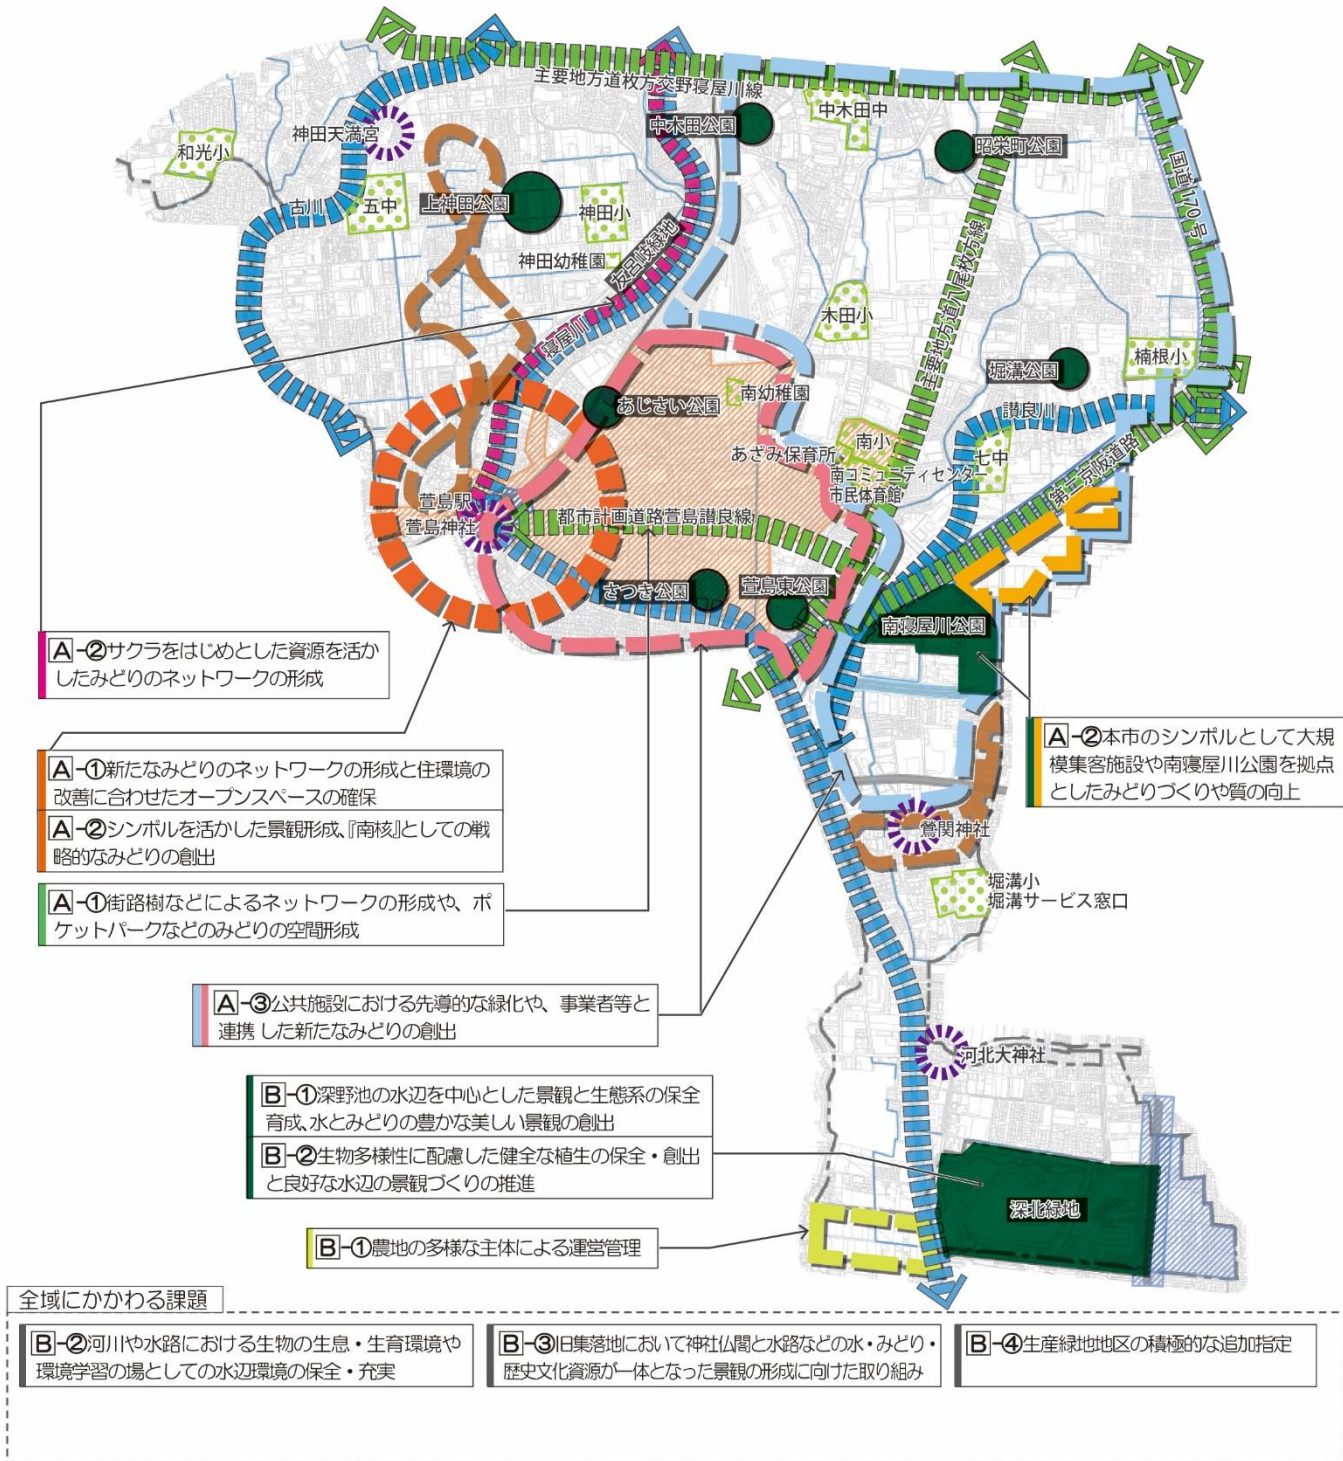 主要地方道枚方交野寝屋川線
中木田公園
中木田中
昭栄町公園
国道170号
神田天満宮
和光小
古川
五中
上神田公園
神田小
神田幼稚園
友呂岐緑地
木田小
主要地方道八尾枚方線
寝屋川
堀溝公園
楠根小
あじさい公園
南幼稚園
讃良川
南小
あざみ保育所
南コミュニティセンター
市民体育館
七中
第二京阪道路
萱島駅
萱島神社
都市計画道路萱島讃良線
さつき公園
萱島東公園
南寝屋川公園
A-②サクラをはじめとした資源を活か
したみどりのネットワークの形成
A-①新たなみどりのネットワークの形成と住環境の
改善に合わせたオープンスペースの確保
A-②シンボルを活かした景観形成、『南核』としての戦
略的なみどりの創出
A-①街路樹などによるネットワークの形成や、ポ
ケットパークなどのみどりの空間形成
A-②本市のシンボルとして大規
模集客施設や南寝屋川公園を拠点
としたみどりづくりや質の向上
鶯関神社
堀溝小
堀溝サービス窓口
A-③公共施設における先導的な緑化や、事業者等と
連携した新たなみどりの創出
河北大神社
B-①深野池の水辺を中心とした景観と生態系の保全
育成、水とみどりの豊かな美しい景観の創出
B-②生物多様性に配慮した健全な植生の保全・創出
と良好な水辺の景観づくりの推進
深北緑地
B-①農地の多様な主体による運営管理
全域にかかわる課題
B-②河川や水路における生物の生息・生育環境や
環境学習の場としての水辺環境の保全・充実
B-③旧集落地において神社仏閣と水路などの水・みどり・
歴史文化資源が一体となった景観の形成に向けた取り組み
B-④生産緑地地区の積極的な追加指定